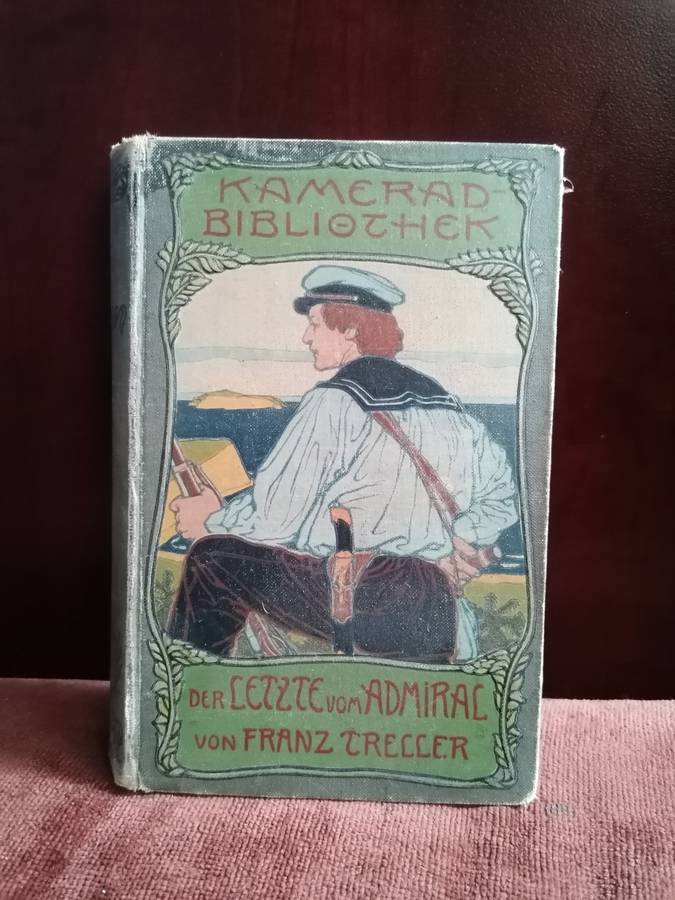 KAMERAD-
BIBLIOTHEK
DER LETZTE VOM ADMIRAL
VON FRANZ TRELLER